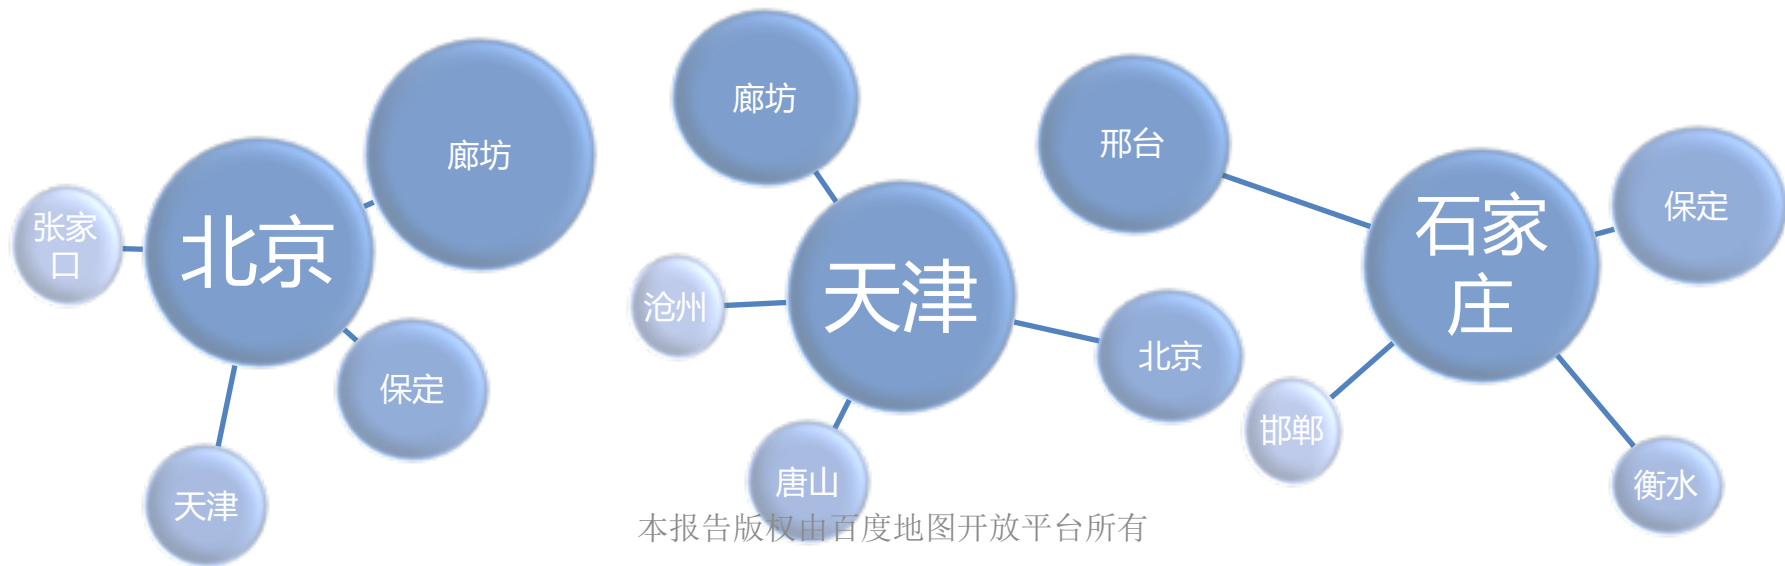 廊坊
张家
口
北京
保定
天津
廊坊
沧州
天津
北京
唐山
邢台
石家
庄
保定
邯郸
衡水
本报告版权由百度地图开放平台所有